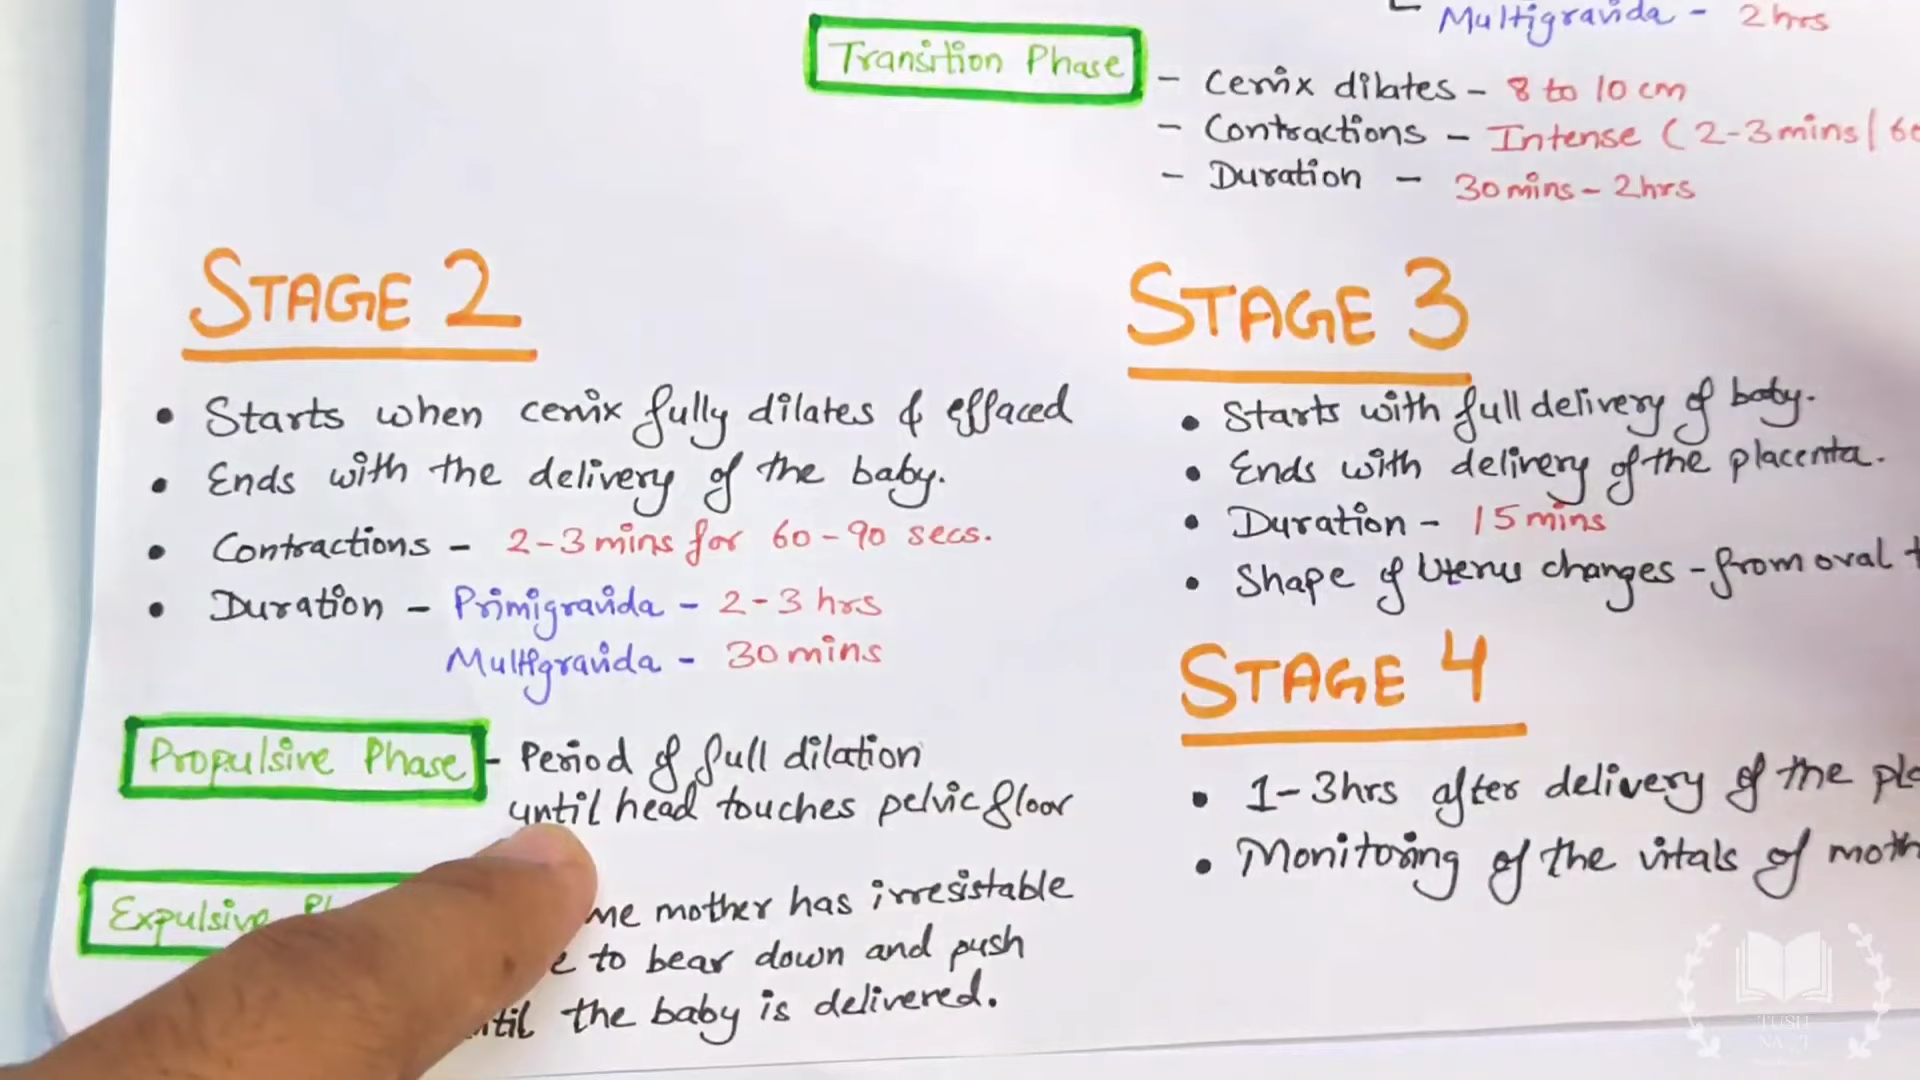 Multigravida - 2hrs
Transition Phase
- Cervix dilates - 8 to 10 cm
- Contractions - Intense (2-3mins/60
- Duration - 30mins - 2hrs
STAGE 2
• Starts when cervix fully dilates & effaced
• Ends with the delivery of the baby.
• Contractions - 2-3 mins for 60-90 secs.
• Duration - Primigravida - 2-3 hrs
Multigravida - 30 mins
Propulsive Phase - Period of full dilation
until head touches pelvic floor
Expulsive
me mother has irresistable
to bear down and push
the baby is delivered.
STAGE 3
• Starts with full delivery of baby.
• Ends with delivery of the placenta.
• Duration - 15 mins
• Shape of Uterus changes - from oval
STAGE 4
• 1-3hrs after delivery of the
• Monitoring of the vitals of